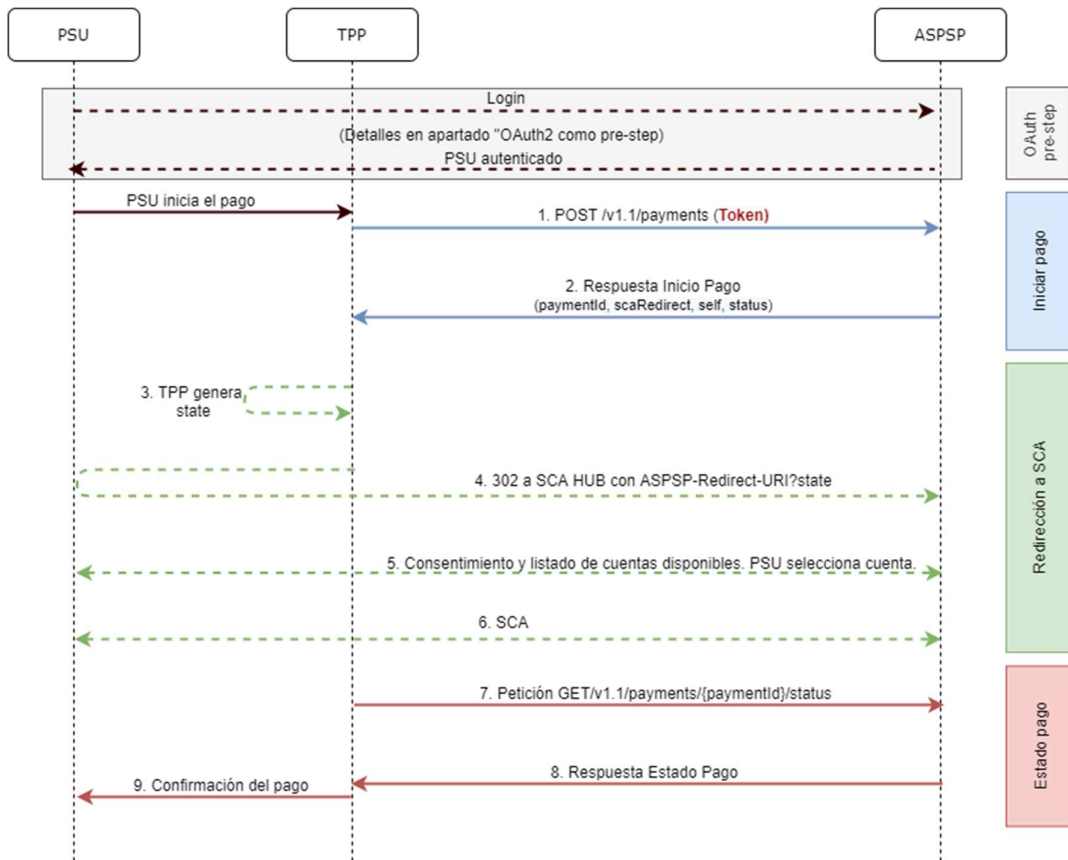 PSU
TPP
ASPSP
Login
(Detalles en apartado "OAuth2 como pre-step)
PSU autenticado
OAuth
pre-step
PSU inicia el pago
1. POST /v1.1/payments (Token)
2. Respuesta Inicio Pago
(paymentId, scaRedirect, self, status)
Iniciar pago
3. TPP genera
state
4. 302 a SCA HUB con ASPSP-Redirect-URI?state
5. Consentimiento y listado de cuentas disponibles. PSU selecciona cuenta.
6. SCA
Redirección a SCA
7. Petición GET/v1.1/payments/{paymentId}/status
8. Respuesta Estado Pago
9. Confirmación del pago
Estado pago